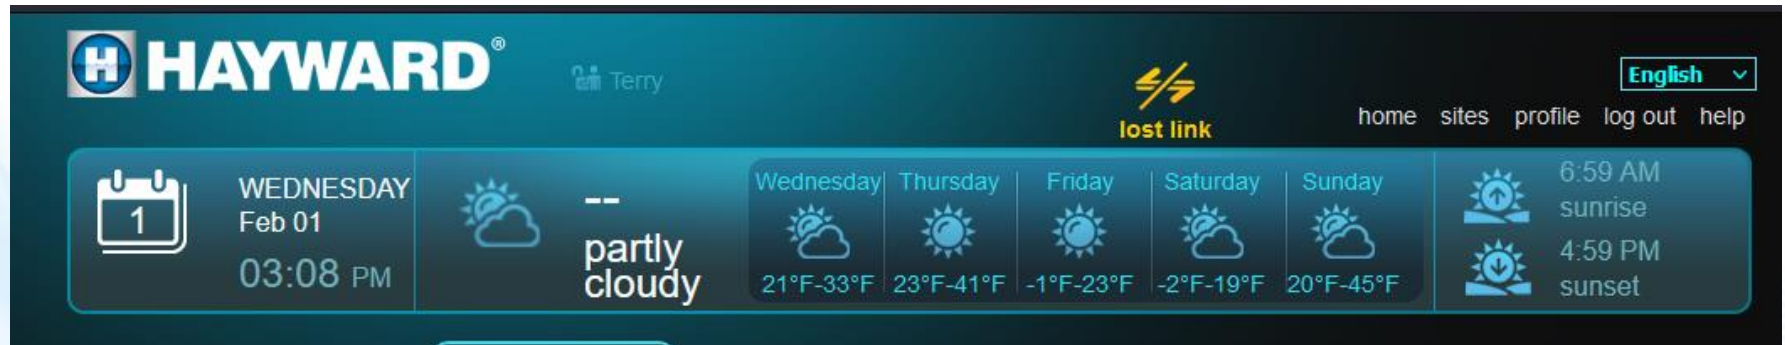 H HAYWARD®
Terry
lost link
English
home sites profile log out help
1
WEDNESDAY
Feb 01
03:08 PM
--
partly
cloudy
Wednesday Thursday Friday Saturday Sunday
21°F-33°F 23°F-41°F -1°F-23°F -2°F-19°F 20°F-45°F
6:59 AM
sunrise
4:59 PM
sunset